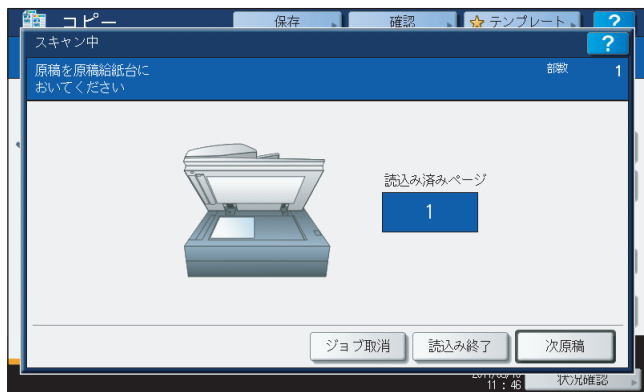 コピー
保存
確認
テンプレート
?
スキャン中
?
原稿を原稿給紙台に
おいてください
部数 1
読込み済みページ
1
ジョブ取消
読込み終了
次原稿
11 : 46
状況確認